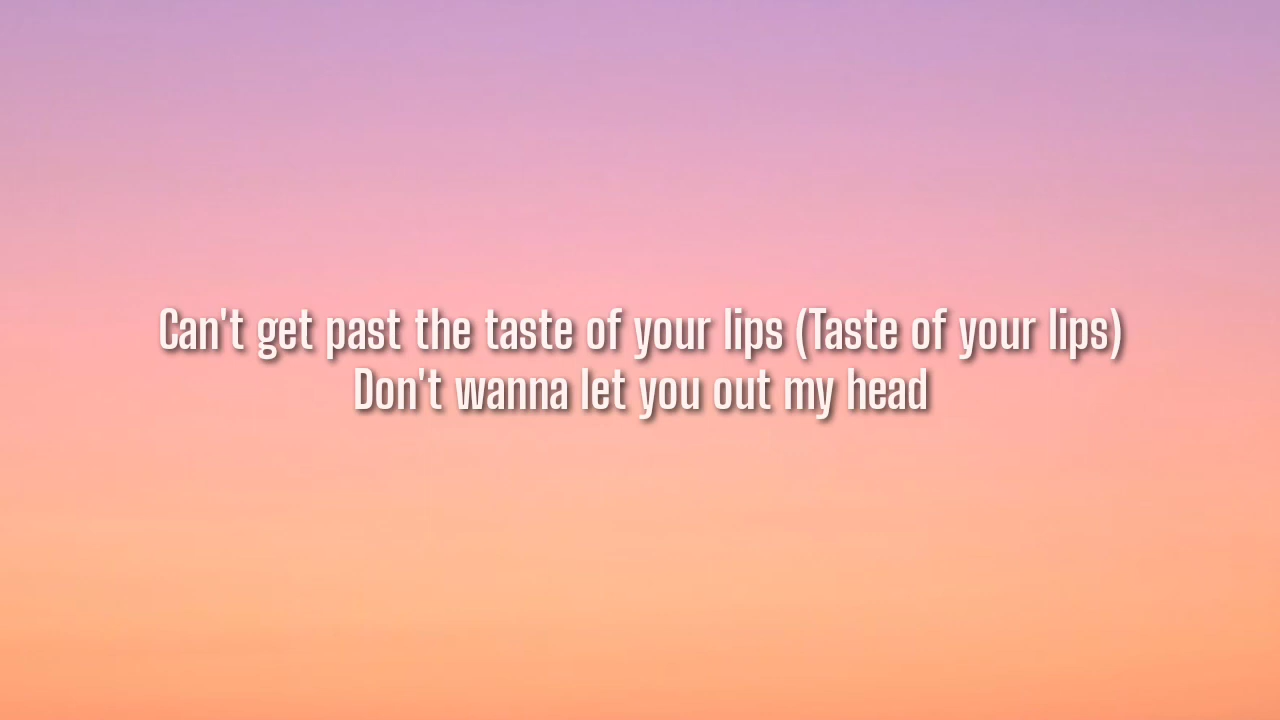 Can't get past the taste of your lips (Taste of your lips)
Don't wanna let you out my head